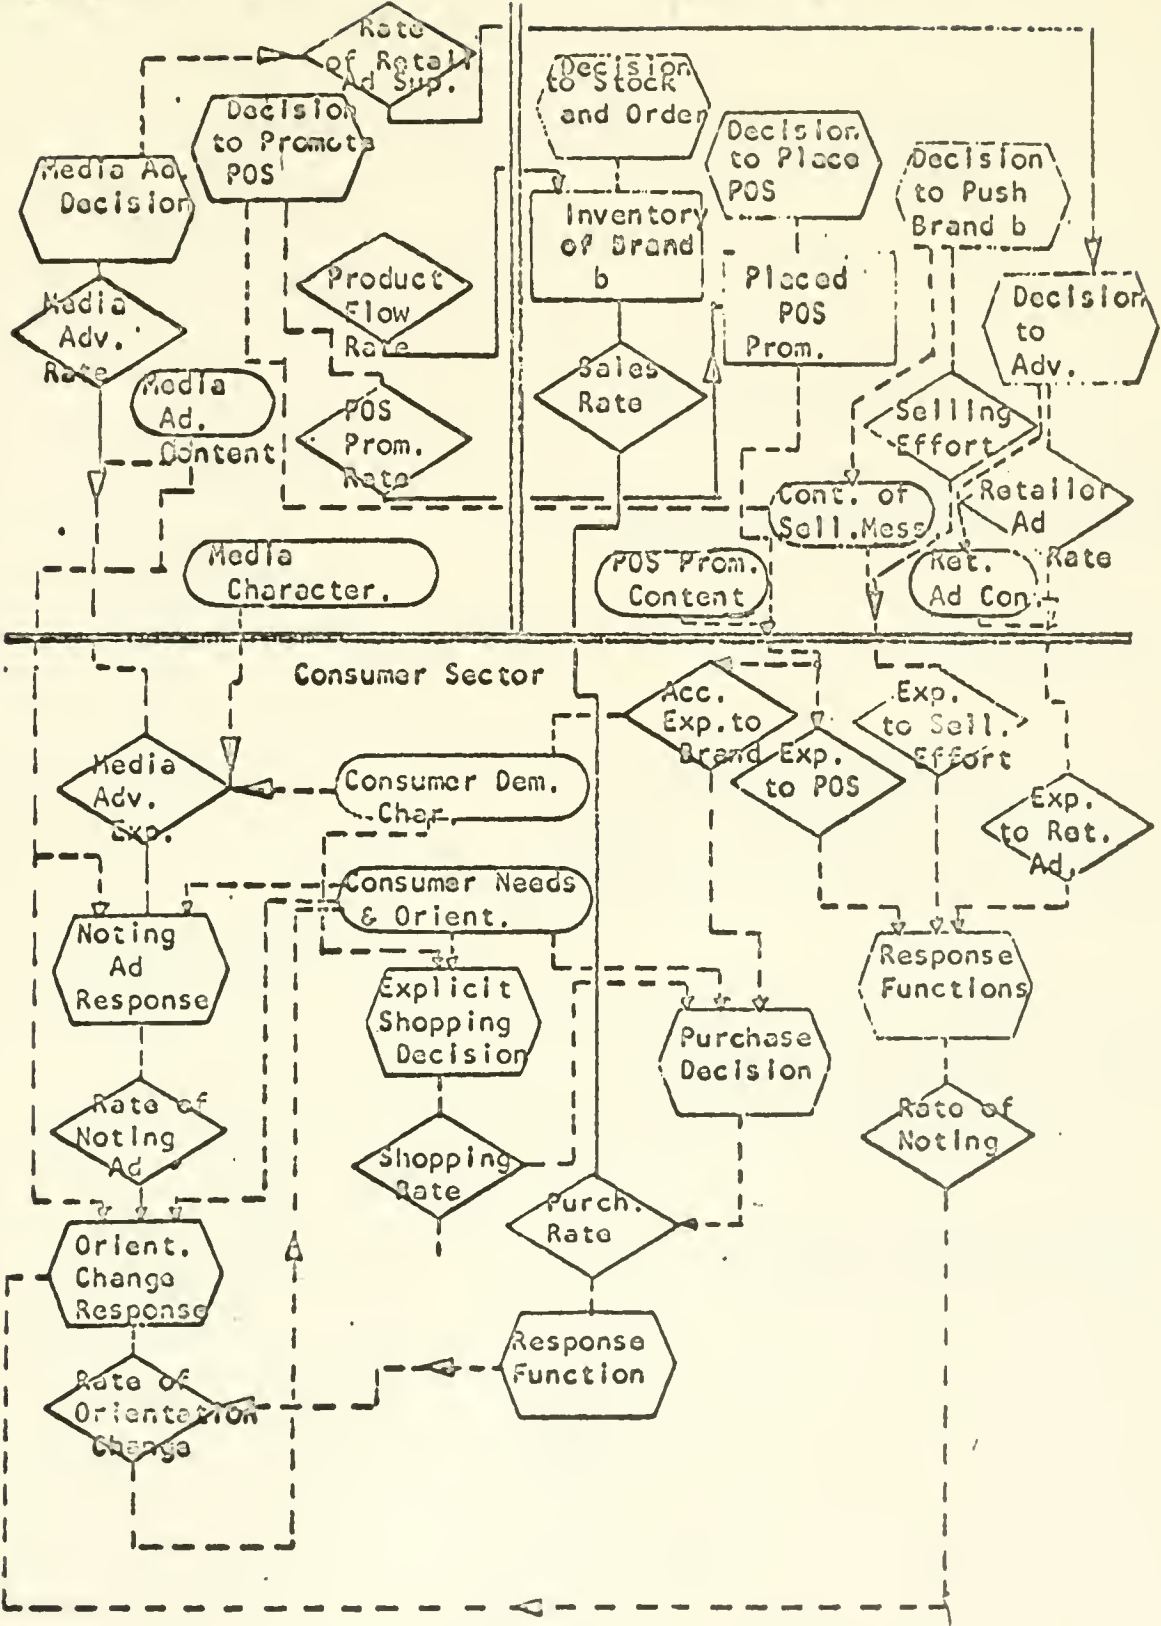 Rate
of Retail
Ad Sup.
Decision
to Promote
POS
Media Ad.
Decision
Product
Flow
Rate
Media
Adv.
Rate
Media
Ad.
Content
POS
Prom.
Rate
Media
Character.
Decision
to Stock
and Order
Decision
to Place
POS
Decision
to Push
Brand b
Inventory
of Brand
b
Placed
POS
Prom.
Decision
to
Adv.
Sales
Rate
Selling
Effort
Cont. of
Sell.Mess
Retailer
Ad
Rate
POS Prom.
Content
Ret.
Ad Con.
Consumer Sector
Acc.
Exp.to
Brand
Exp.
to POS
Exp.
to Sell.
Effort
Exp.
to Ret.
Ad.
Media
Adv.
Exp.
Consumer Dem.
Char.
Consumer Needs
& Orient.
Noting
Ad
Response
Explicit
Shopping
Decision
Purchase
Decision
Response
Functions
Rate of
Noting
Ad
Shopping
Rate
Purch.
Rate
Rate of
Noting
Orient.
Change
Response
Response
Function
Rate of
Orientation
Change